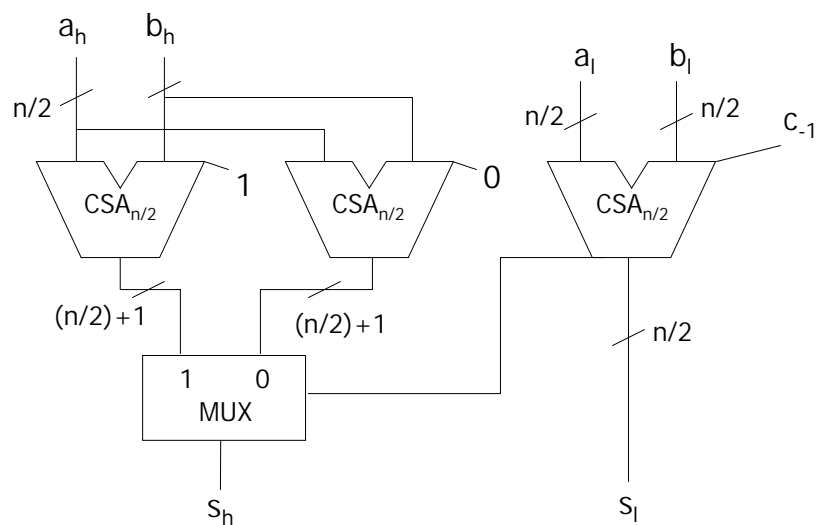 a_h b_h
a_l b_l
n/2 n/2 n/2 c_-1
1 0
CSA_n/2 CSA_n/2 CSA_n/2
(n/2)+1 (n/2)+1
n/2
1 0
MUX
s_h s_l